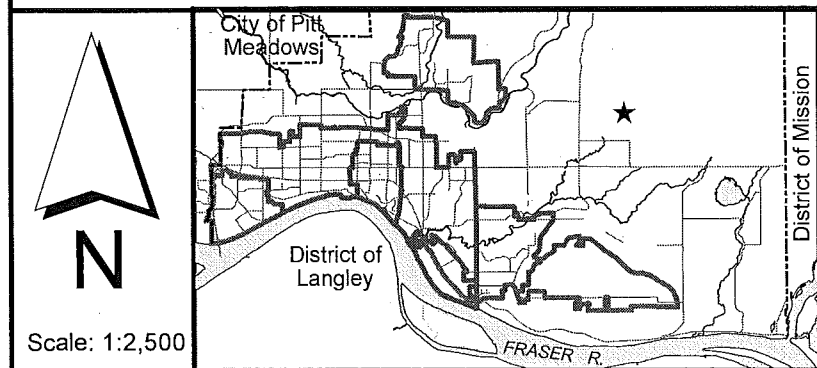 City of Pitt
Meadows
District of Mission
N
District of
Langley
Scale: 1:2,500
FRASER R.